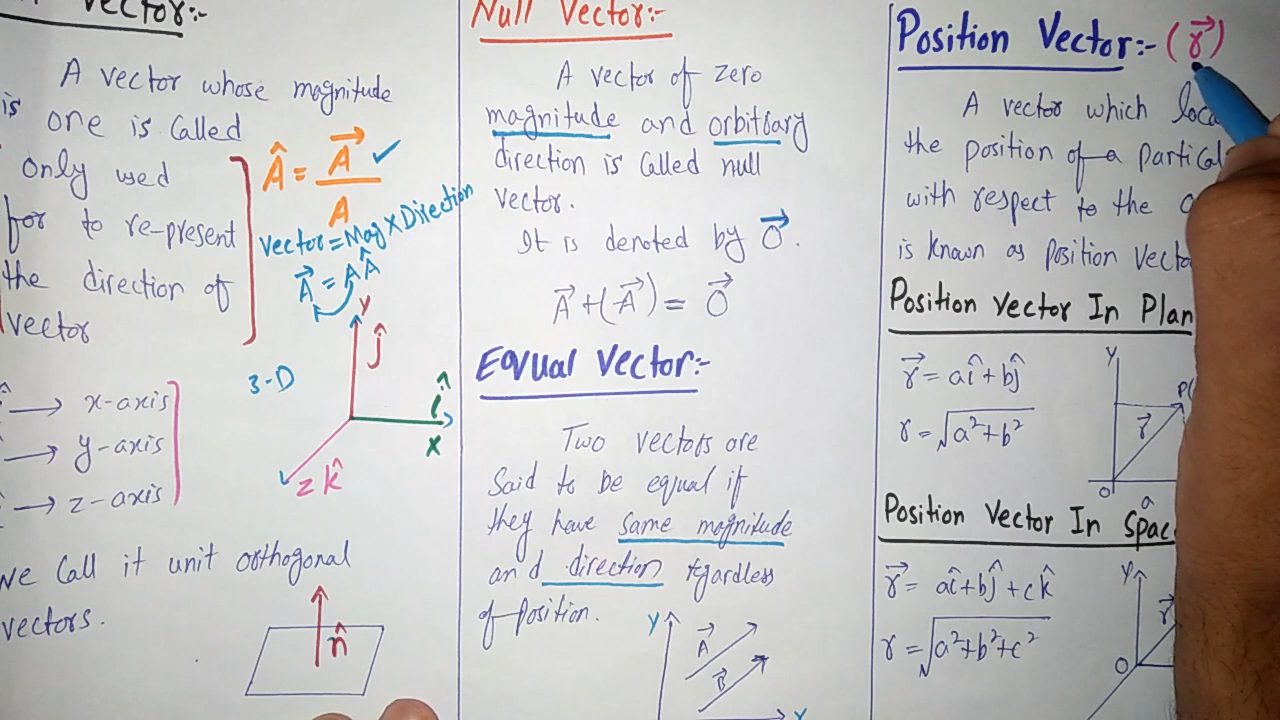 Vector:-
A vector whose magnitude
is one is called
only used
for to re-present
the direction of
vector
Â = A⃗/A ✓
Vector = Mag × Direction
A⃗ = AÂ
3-D
y
ĵ
î
x
z k̂
→ x-axis
→ y-axis
→ z-axis
We Call it unit orthogonal
vectors.
n̂
Null Vector:-
A vector of zero
magnitude and orbitsary
direction is Called null
vector.
It is denoted by O⃗.
A⃗+(-A⃗) = O⃗
Equal Vector:-
Two vectors are
Said to be equal if
they have same magnitude
and direction regardless
of position.
y
A⃗
B⃗
x
Position Vector:- (r⃗)
A vector which
the position of a
with respect to the
is known as position
Position Vector In
r⃗ = aî+bĵ
r = √a²+b²
y
P(
r⃗
O
a
Position Vector In
r⃗ = aî+bĵ+ck̂
r = √a²+b²+c²
y
r⃗
O